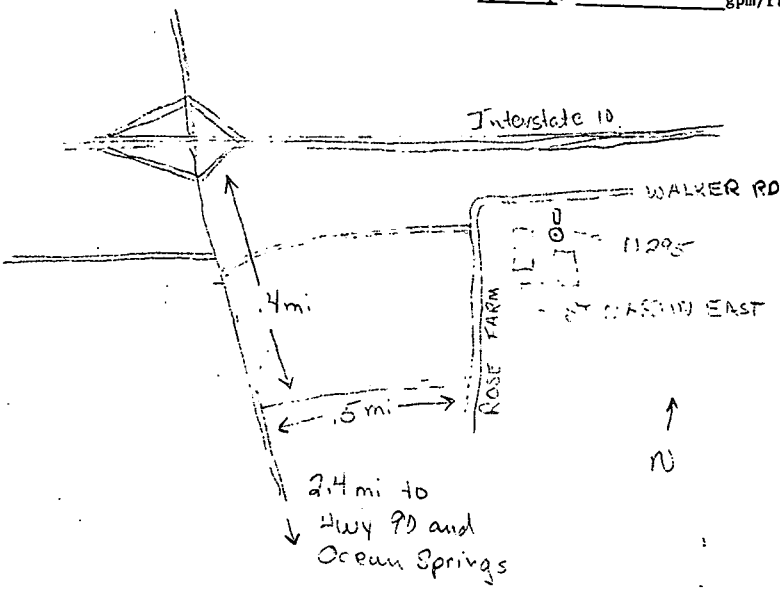 gpm/ft
Interstate 10.
WALKER RD
11295
EAST
.4mi
ROSE FARM
.5 mi
N
2.4 mi to
Hwy 90 and
Ocean Springs